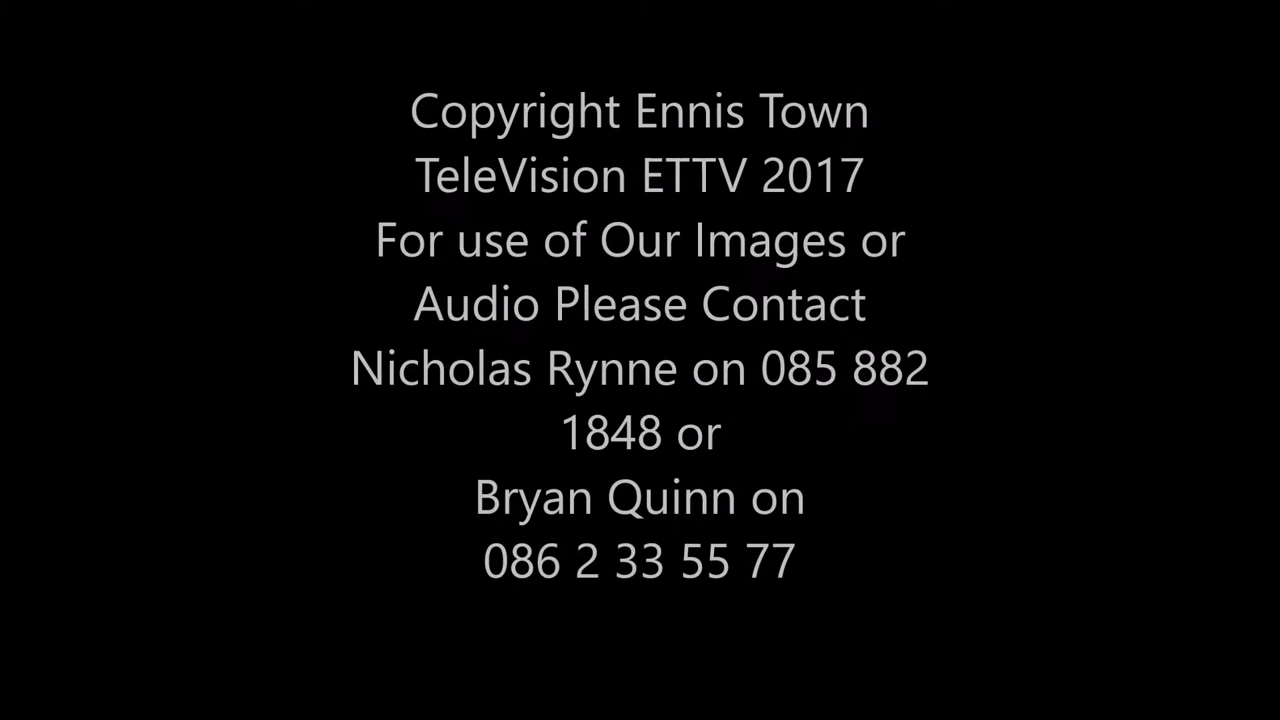 Copyright Ennis Town
TeleVision ETTV 2017
For use of Our Images or
Audio Please Contact
Nicholas Rynne on 085 882
1848 or
Bryan Quinn on
086 2 33 55 77